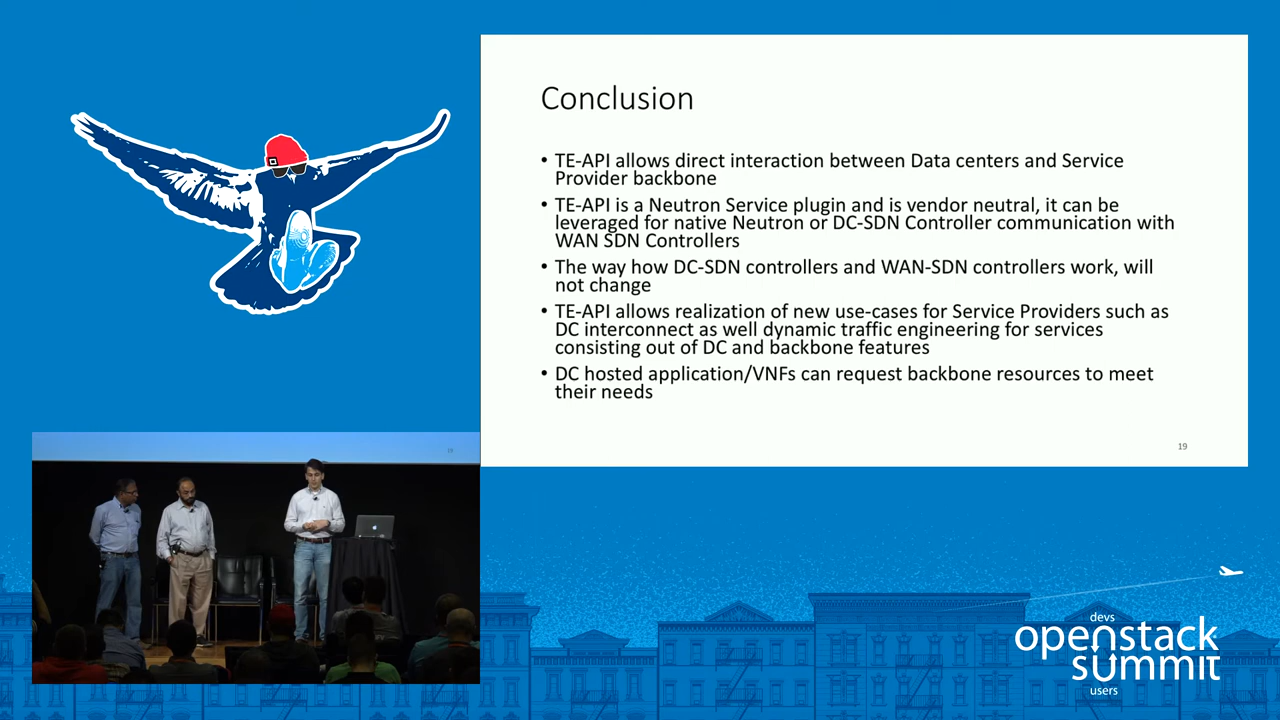 Conclusion
• TE-API allows direct interaction between Data centers and Service
Provider backbone
• TE-API is a Neutron Service plugin and is vendor neutral, it can be
leveraged for native Neutron or DC-SDN Controller communication with
WAN SDN Controllers
• The way how DC-SDN controllers and WAN-SDN controllers work, will
not change
• TE-API allows realization of new use-cases for Service Providers such as
DC interconnect as well dynamic traffic engineering for services
consisting out of DC and backbone features
• DC hosted application/VNFs can request backbone resources to meet
their needs
19
19
devs
openstack
summit
users